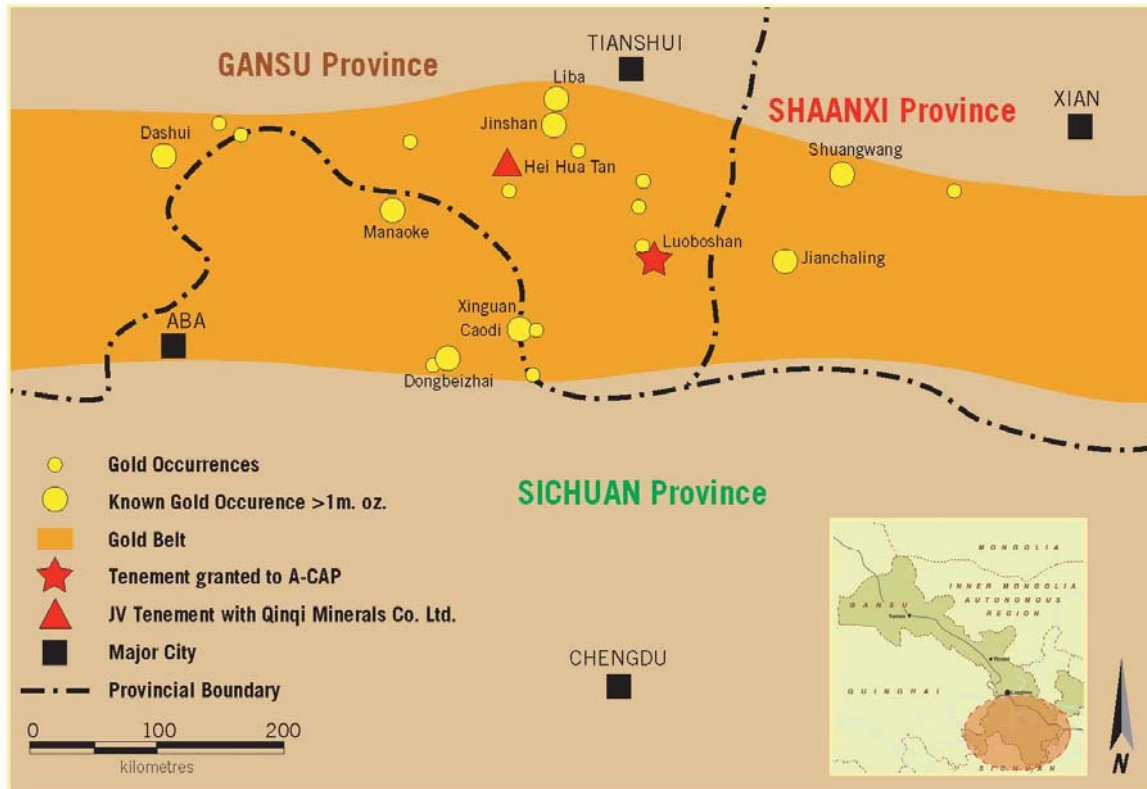 TIANSHUI
GANSU Province
Liba
SHAANXI Province
XIAN
Jinshan
Dashui
Shuangwang
Hei Hua Tan
Manaoke
Luoboshan
Jianchaling
Xinguan
Caodi
ABA
Dongbeizhai
Gold Occurrences
Known Gold Occurence >1m. oz.
SICHUAN Province
Gold Belt
Tenement granted to A-CAP
JV Tenement with Qinqi Minerals Co. Ltd.
Major City
CHENGDU
Provincial Boundary
0 100 200
kilometres
MONGOLIA
INNER MONGOLIA
AUTONOMOUS
REGION
GANSU
QUINGHAI
SICHUAN
N